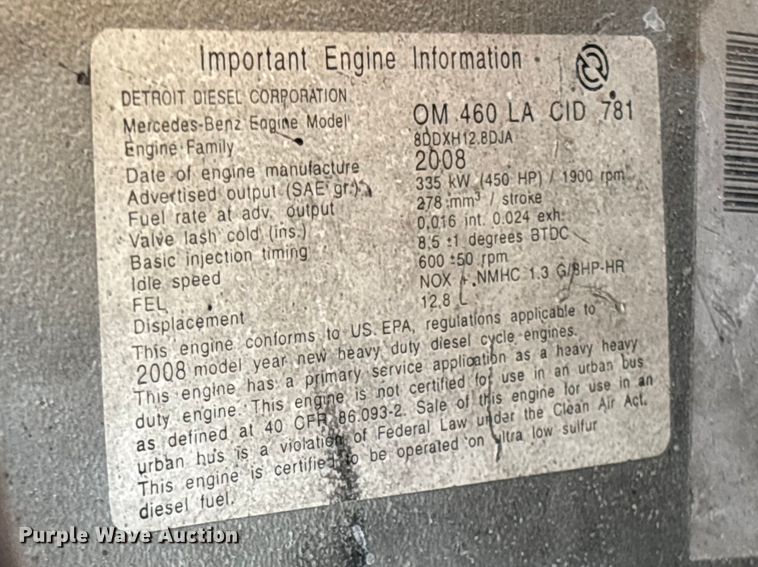 Important Engine Information
DETROIT DIESEL CORPORATION
Mercedes-Benz Engine Model OM 460 LA CID 781
Engine Family 8DDXH12.8DJA
Date of engine manufacture 2008
Advertised output (SAE gr.) 335 kW (450 HP) / 1900 rpm
Fuel rate at adv. output 278 mm³ / stroke
Valve lash cold (ins.) 0.016 int. 0.024 exh.
Basic injection timing 8.5 ±1 degrees BTDC
Idle speed 600 ±50 rpm
FEL NOX + NMHC 1.3 G/BHP-HR
Displacement 12.8 L
This engine conforms to US EPA, regulations applicable to
2008 model year new heavy duty diesel cycle engines.
This engine has a primary service application as a heavy heavy
duty engine. This engine is not certified for use in an urban bus
as defined at 40 CFR 86.093-2. Sale of this engine for use in an
urban bus is a violation of Federal Law under the Clean Air Act.
This engine is certified to be operated on ultra low sulfur
diesel fuel.
Purple Wave Auction